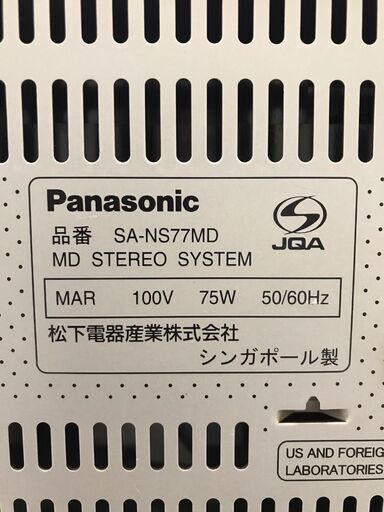 Panasonic
JQA
品番 SA-NS77MD
MD STEREO SYSTEM
MAR 100V 75W 50/60Hz
松下電器産業株式会社
シンガポール製
US AND FOREIG
LABORATORIES